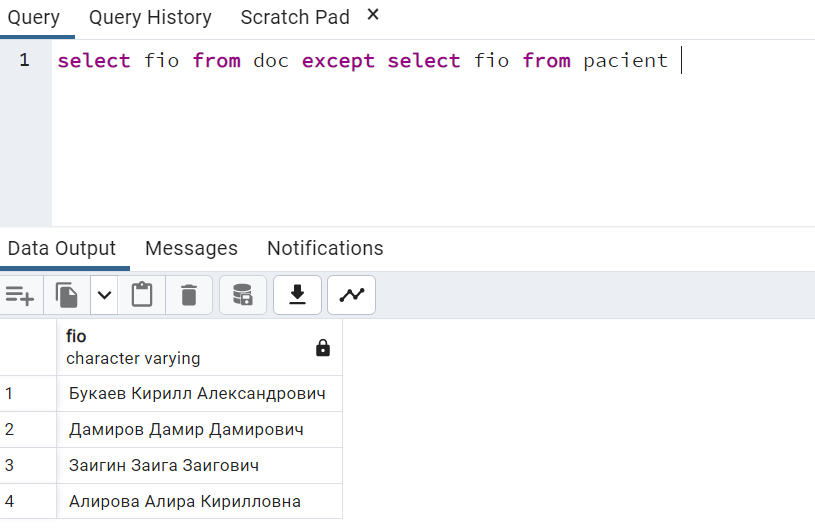 Query Query History Scratch Pad ×
1 select fio from doc except select fio from pacient
Data Output Messages Notifications
fio
character varying
1 Букаев Кирилл Александрович
2 Дамиров Дамир Дамирович
3 Заигин Заига Заигович
4 Алирова Алира Кирилловна